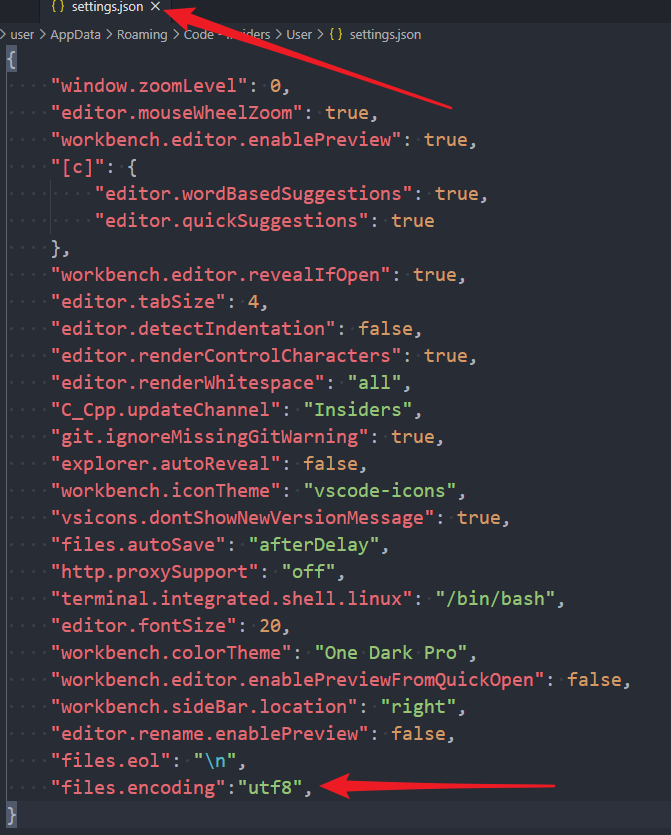 { } settings.json ×
> user > AppData > Roaming > Code - Insiders > User > { } settings.json
{
    "window.zoomLevel": 0,
    "editor.mouseWheelZoom": true,
    "workbench.editor.enablePreview": true,
    "[c]": {
        "editor.wordBasedSuggestions": true,
        "editor.quickSuggestions": true
    },
    "workbench.editor.revealIfOpen": true,
    "editor.tabSize": 4,
    "editor.detectIndentation": false,
    "editor.renderControlCharacters": true,
    "editor.renderWhitespace": "all",
    "C_Cpp.updateChannel": "Insiders",
    "git.ignoreMissingGitWarning": true,
    "explorer.autoReveal": false,
    "workbench.iconTheme": "vscode-icons",
    "vsicons.dontShowNewVersionMessage": true,
    "files.autoSave": "afterDelay",
    "http.proxySupport": "off",
    "terminal.integrated.shell.linux": "/bin/bash",
    "editor.fontSize": 20,
    "workbench.colorTheme": "One Dark Pro",
    "workbench.editor.enablePreviewFromQuickOpen": false,
    "workbench.sideBar.location": "right",
    "editor.rename.enablePreview": false,
    "files.eol": "\n",
    "files.encoding":"utf8",
}